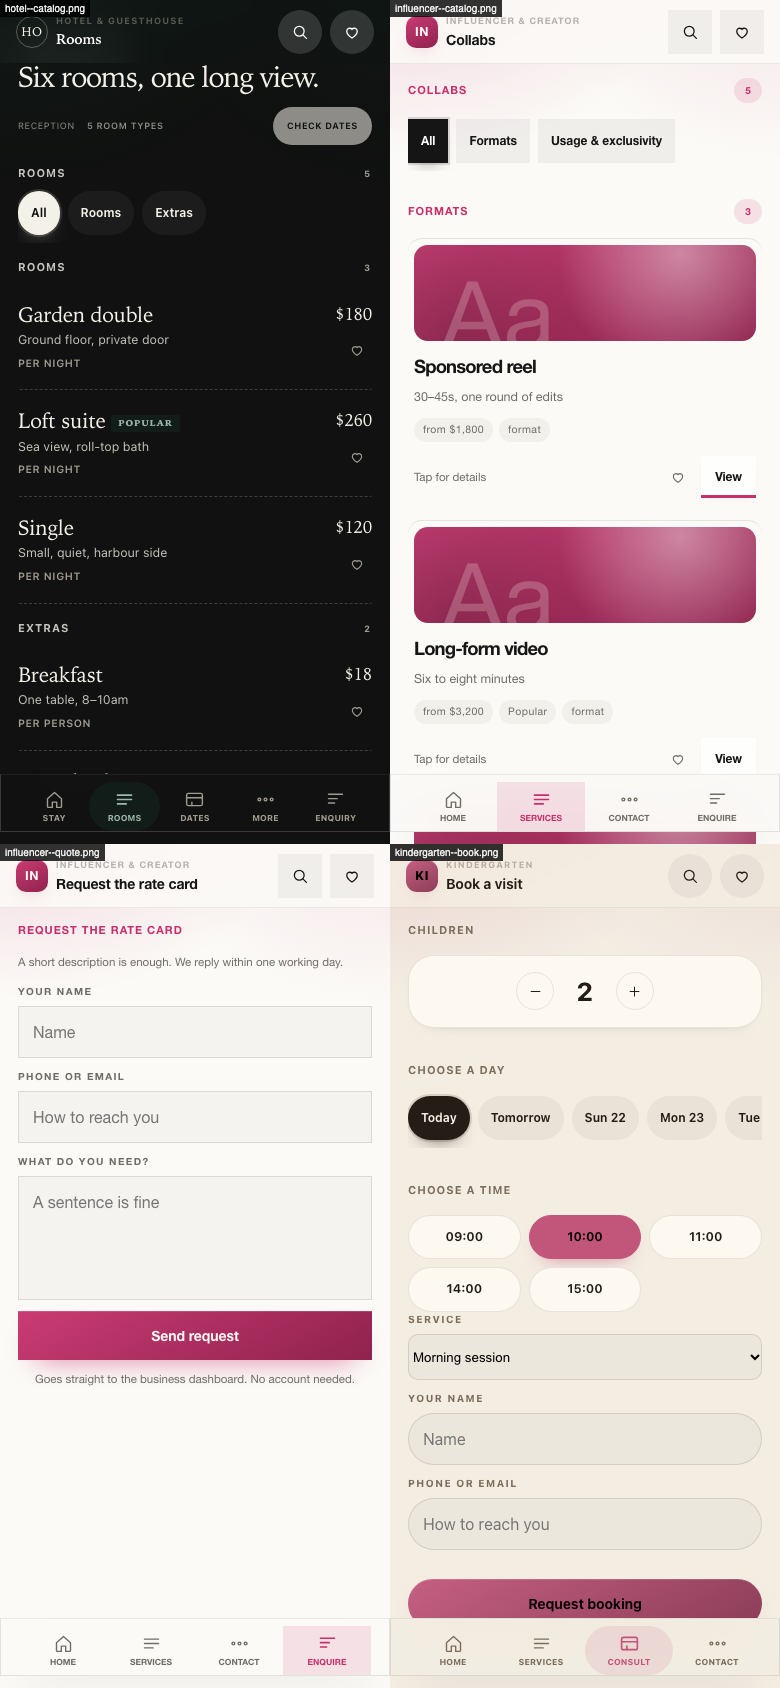 hotel--catalog.png
HO
HOTEL & GUESTHOUSE
Rooms
Six rooms, one long view.
RECEPTION 5 ROOM TYPES
CHECK DATES
ROOMS 5
All Rooms Extras
ROOMS 3
Garden double $180
Ground floor, private door
PER NIGHT
Loft suite POPULAR $260
Sea view, roll-top bath
PER NIGHT
Single $120
Small, quiet, harbour side
PER NIGHT
EXTRAS 2
Breakfast $18
One table, 8–10am
PER PERSON
STAY ROOMS DATES MORE ENQUIRY
influencer--catalog.png
IN
INFLUENCER & CREATOR
Collabs
COLLABS 5
All Formats Usage & exclusivity
FORMATS 3
Aa
Sponsored reel
30–45s, one round of edits
from $1,800 format
Tap for details View
Aa
Long-form video
Six to eight minutes
from $3,200 Popular format
Tap for details View
HOME SERVICES CONTACT ENQUIRE
influencer--quote.png
IN
INFLUENCER & CREATOR
Request the rate card
REQUEST THE RATE CARD
A short description is enough. We reply within one working day.
YOUR NAME
Name
PHONE OR EMAIL
How to reach you
WHAT DO YOU NEED?
A sentence is fine
Send request
Goes straight to the business dashboard. No account needed.
HOME SERVICES CONTACT ENQUIRE
kindergarten--book.png
KI
KINDERGARTEN
Book a visit
CHILDREN
− 2 +
CHOOSE A DAY
Today Tomorrow Sun 22 Mon 23 Tue
CHOOSE A TIME
09:00 10:00 11:00
14:00 15:00
SERVICE
Morning session
YOUR NAME
Name
PHONE OR EMAIL
How to reach you
Request booking
HOME SERVICES CONSULT CONTACT